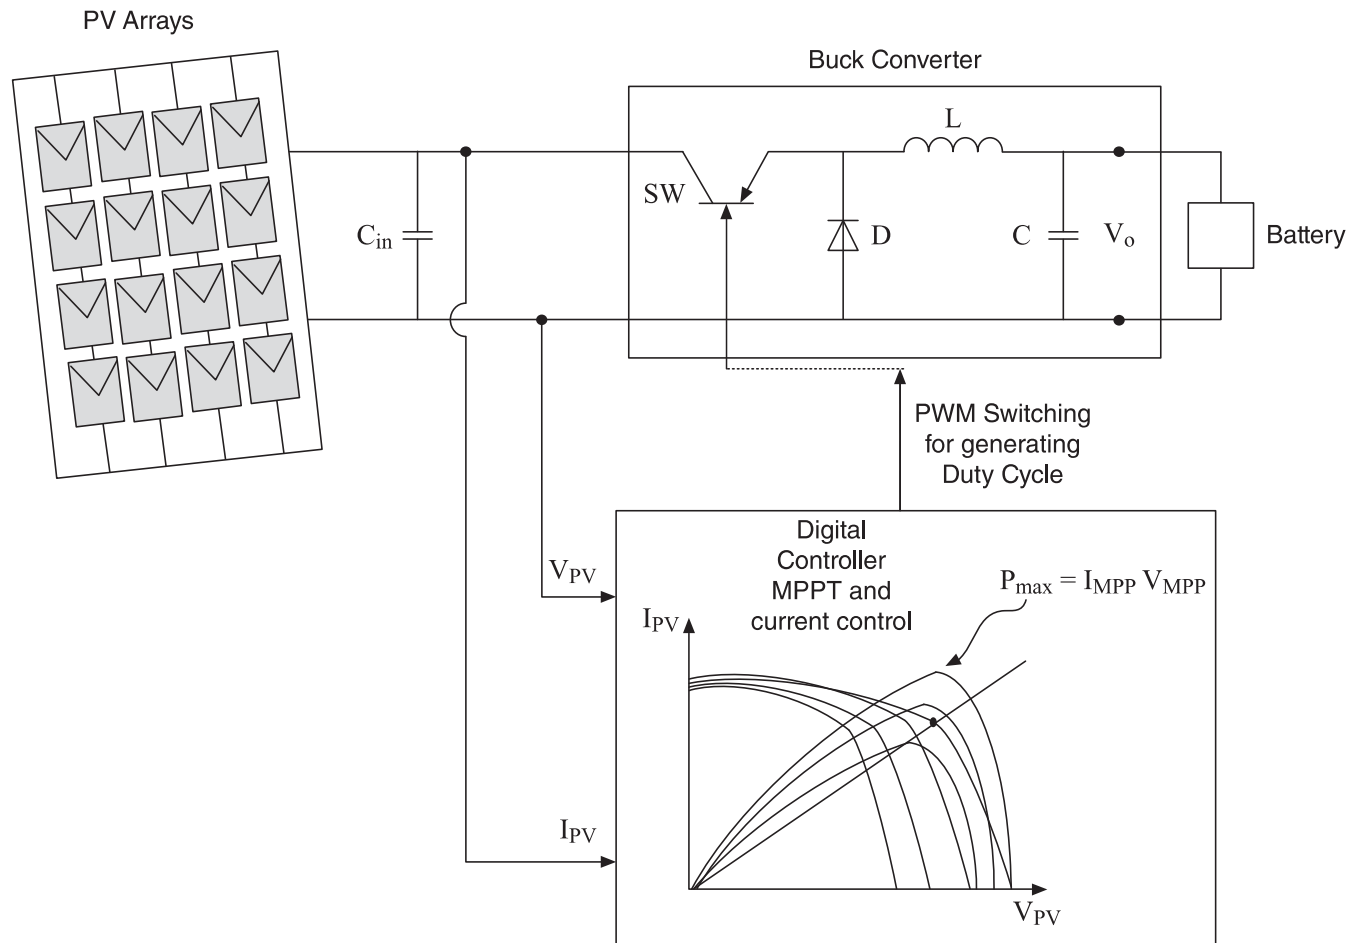 PV Arrays
Buck Converter
L
SW
C_in
D
C
V_o
Battery
PWM Switching
for generating
Duty Cycle
Digital
Controller
MPPT and
current control
V_PV
P_max = I_MPP V_MPP
I_PV
I_PV
V_PV